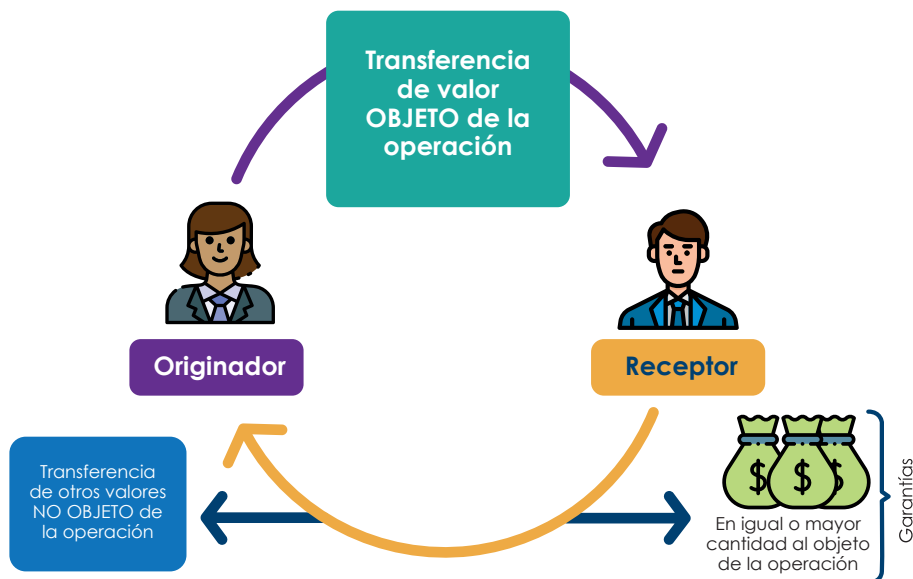 Transferencia
de valor
OBJETO de la
operación
Originador
Receptor
Transferencia
de otros valores
NO OBJETO de
la operación
$ $ $
En igual o mayor
cantidad al objeto
de la operación
Garantías